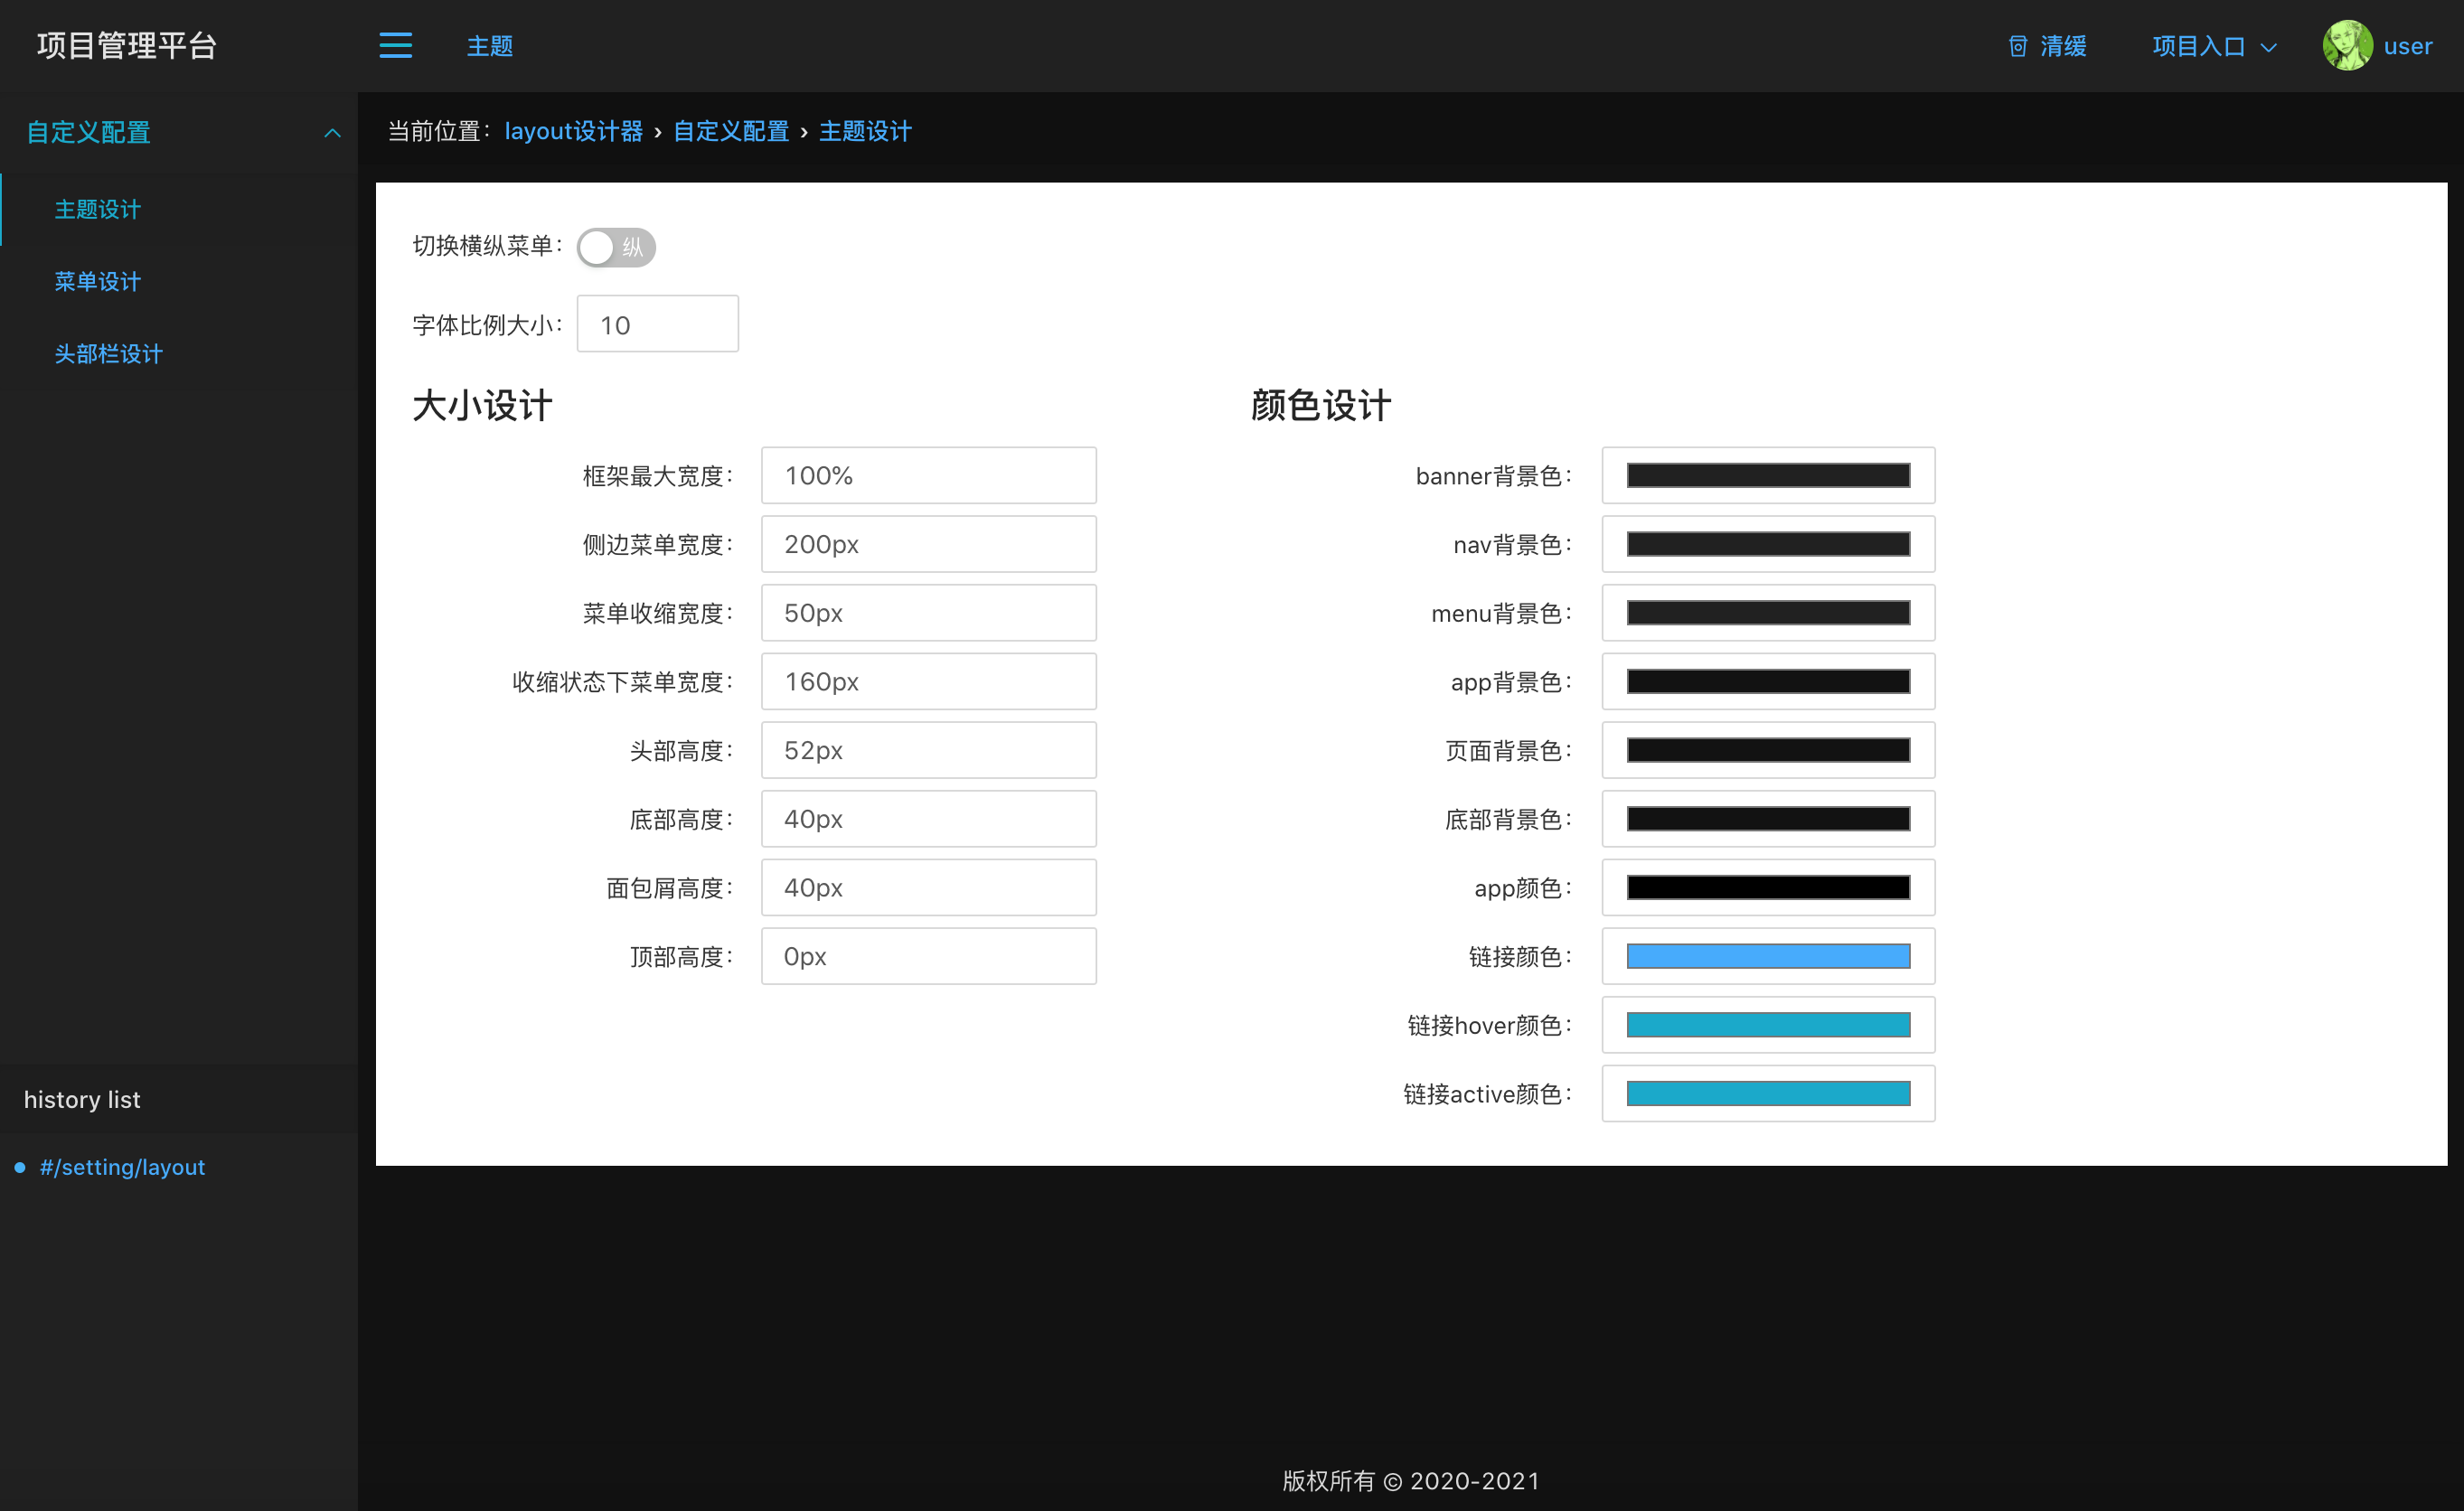 项目管理平台
主题
清缓
项目入口
user
自定义配置
主题设计
菜单设计
头部栏设计
history list
#/setting/layout
当前位置：layout设计器 › 自定义配置 › 主题设计
切换横纵菜单：纵
字体比例大小：10
大小设计
框架最大宽度：100%
侧边菜单宽度：200px
菜单收缩宽度：50px
收缩状态下菜单宽度：160px
头部高度：52px
底部高度：40px
面包屑高度：40px
顶部高度：0px
颜色设计
banner背景色：
nav背景色：
menu背景色：
app背景色：
页面背景色：
底部背景色：
app颜色：
链接颜色：
链接hover颜色：
链接active颜色：
版权所有 © 2020-2021